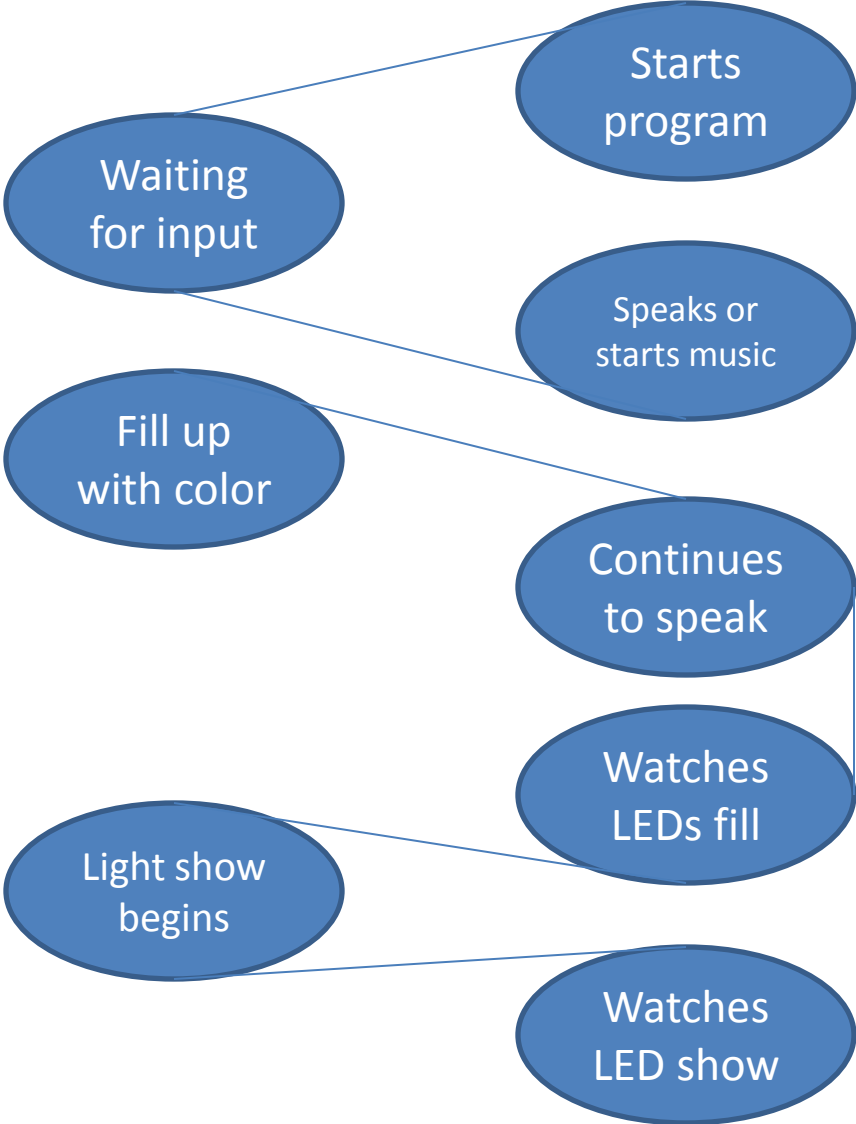 Starts
program
Waiting
for input
Speaks or
starts music
Fill up
with color
Continues
to speak
Watches
LEDs fill
Light show
begins
Watches
LED show